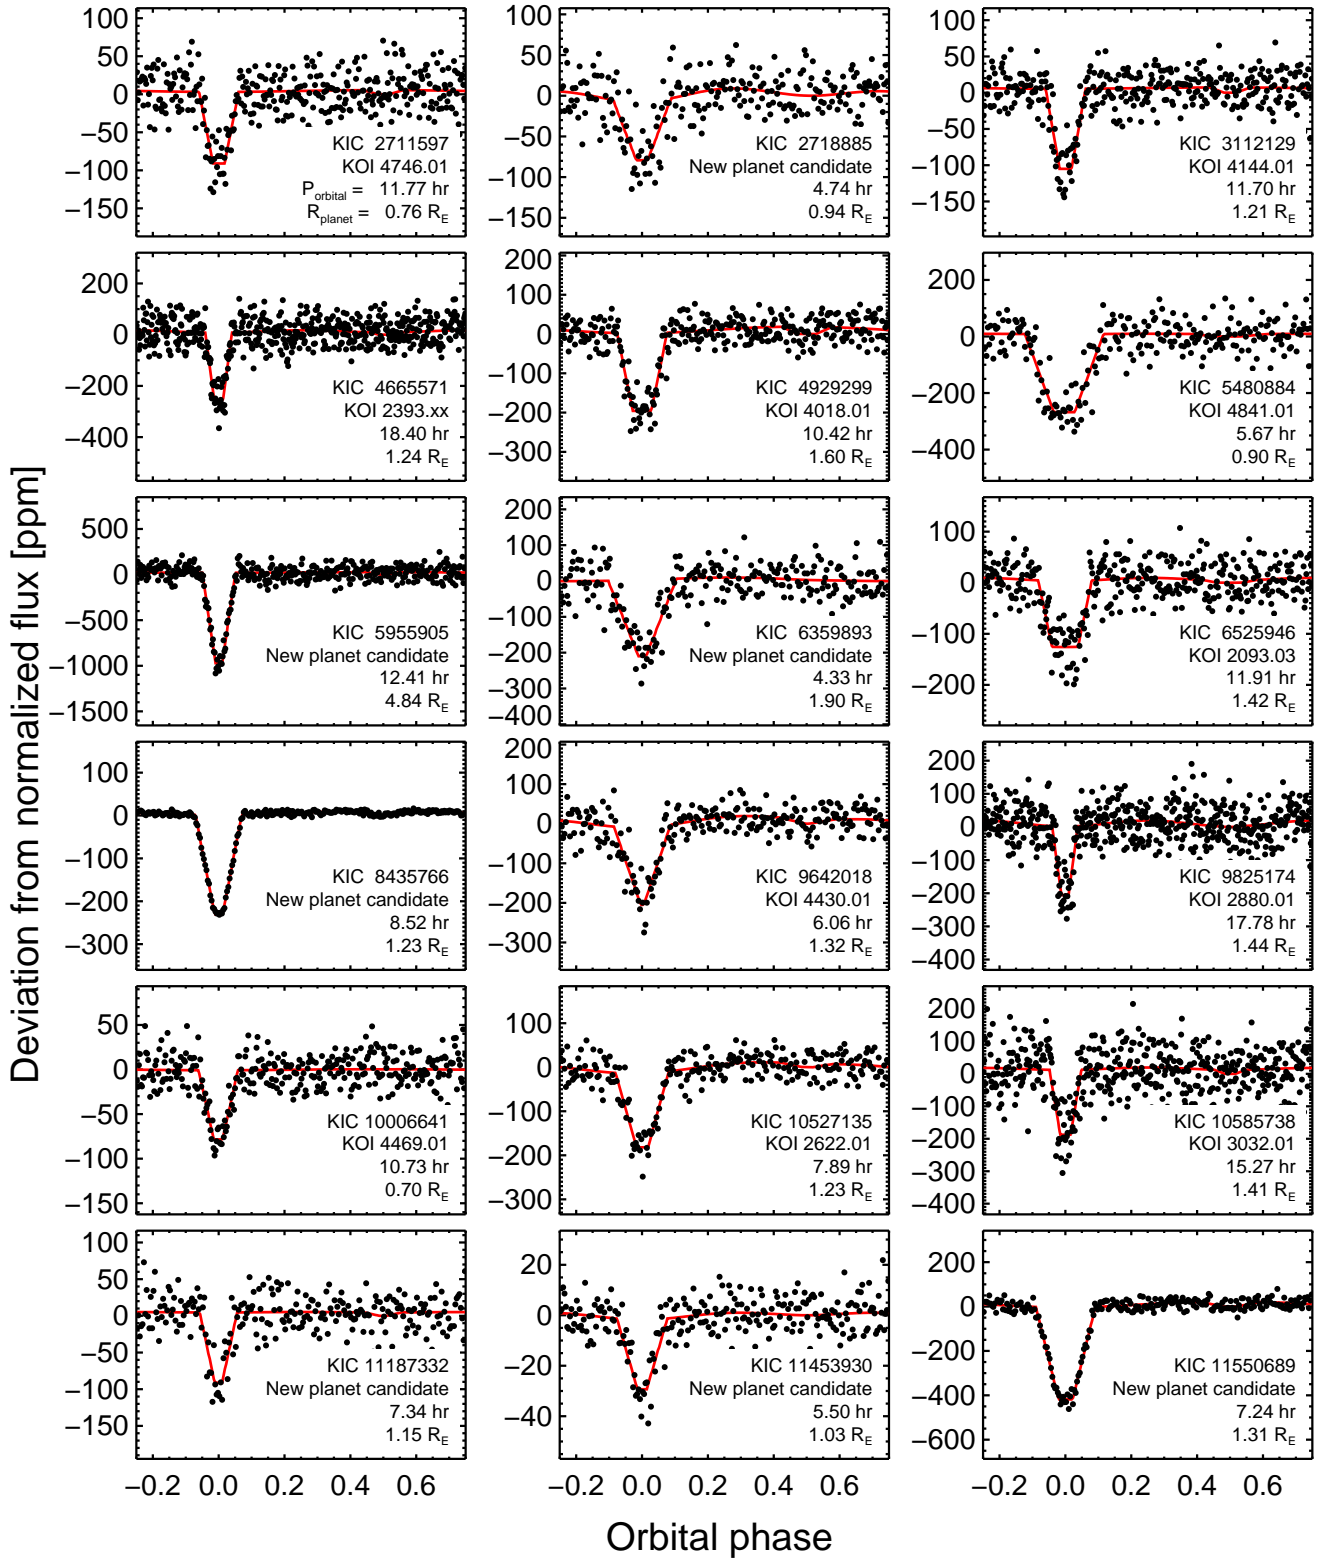 Deviation from normalized flux [ppm]
100
50
0
−50
−100
−150
KIC 2711597
KOI 4746.01
P_orbital = 11.77 hr
R_planet = 0.76 R_E
100
50
0
−50
−100
−150
KIC 2718885
New planet candidate
4.74 hr
0.94 R_E
100
50
0
−50
−100
−150
KIC 3112129
KOI 4144.01
11.70 hr
1.21 R_E
200
0
−200
−400
KIC 4665571
KOI 2393.xx
18.40 hr
1.24 R_E
200
100
0
−100
−200
−300
KIC 4929299
KOI 4018.01
10.42 hr
1.60 R_E
200
0
−200
−400
KIC 5480884
KOI 4841.01
5.67 hr
0.90 R_E
500
0
−500
−1000
−1500
KIC 5955905
New planet candidate
12.41 hr
4.84 R_E
200
100
0
−100
−200
−300
−400
KIC 6359893
New planet candidate
4.33 hr
1.90 R_E
100
0
−100
−200
KIC 6525946
KOI 2093.03
11.91 hr
1.42 R_E
100
0
−100
−200
−300
KIC 8435766
New planet candidate
8.52 hr
1.23 R_E
200
100
0
−100
−200
−300
KIC 9642018
KOI 4430.01
6.06 hr
1.32 R_E
200
100
0
−100
−200
−300
−400
KIC 9825174
KOI 2880.01
17.78 hr
1.44 R_E
50
0
−50
−100
−150
KIC 10006641
KOI 4469.01
10.73 hr
0.70 R_E
100
0
−100
−200
−300
KIC 10527135
KOI 2622.01
7.89 hr
1.23 R_E
200
100
0
−100
−200
−300
−400
KIC 10585738
KOI 3032.01
15.27 hr
1.41 R_E
100
50
0
−50
−100
−150
KIC 11187332
New planet candidate
7.34 hr
1.15 R_E
20
0
−20
−40
KIC 11453930
New planet candidate
5.50 hr
1.03 R_E
200
0
−200
−400
−600
KIC 11550689
New planet candidate
7.24 hr
1.31 R_E
−0.2 0.0 0.2 0.4 0.6
−0.2 0.0 0.2 0.4 0.6
−0.2 0.0 0.2 0.4 0.6
Orbital phase